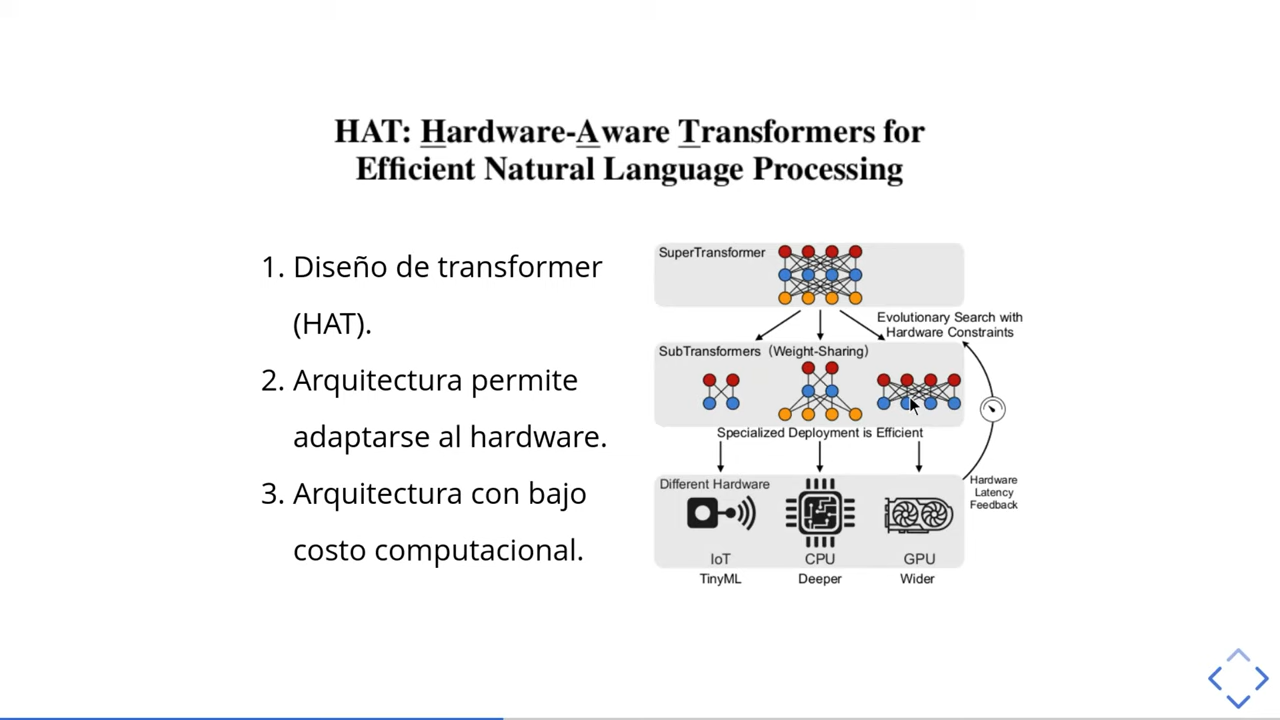 HAT: Hardware-Aware Transformers for
Efficient Natural Language Processing
1. Diseño de transformer
(HAT).
2. Arquitectura permite
adaptarse al hardware.
3. Arquitectura con bajo
costo computacional.
SuperTransformer
Evolutionary Search with
Hardware Constraints
SubTransformers (Weight-Sharing)
Specialized Deployment is Efficient
Different Hardware
Hardware
Latency
Feedback
IoT CPU GPU
TinyML Deeper Wider